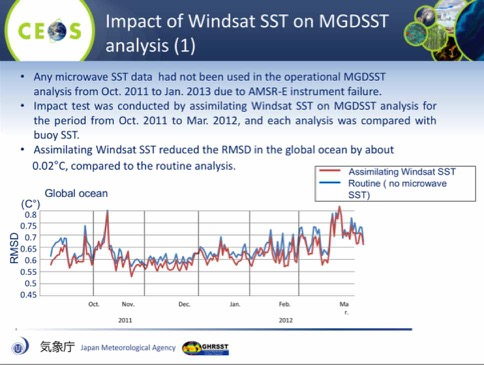 CE S
Impact of Windsat SST on MGDSST
analysis (1)
• Any microwave SST data had not been used in the operational MGDSST
analysis from Oct. 2011 to Jan. 2013 due to AMSR-E instrument failure.
• Impact test was conducted by assimilating Windsat SST on MGDSST analysis for
the period from Oct. 2011 to Mar. 2012, and each analysis was compared with
buoy SST.
• Assimilating Windsat SST reduced the RMSD in the global ocean by about
0.02°C, compared to the routine analysis.
Assimilating Windsat SST
Routine ( no microwave
SST)
Global ocean
(C°)
RMSD
0.8
0.75
0.7
0.65
0.6
0.55
0.5
0.45
Oct. Nov. Dec. Jan. Feb. Ma
r.
2011 2012
気象庁 Japan Meteorological Agency GHRSST